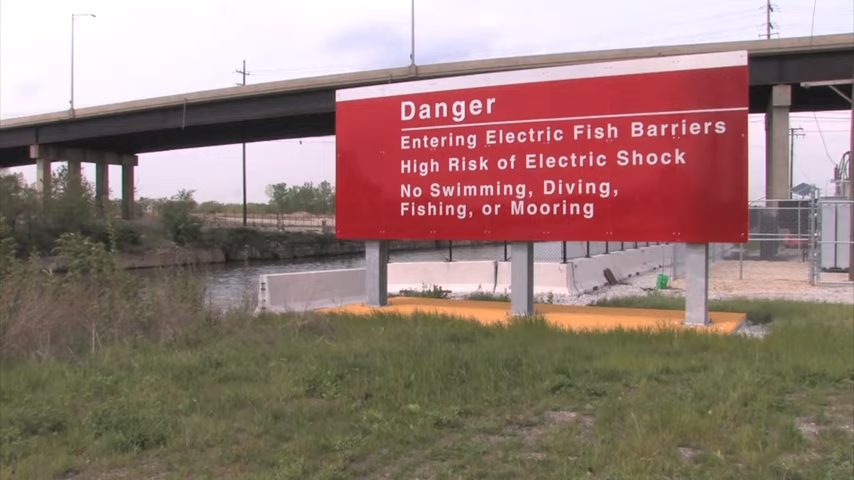 Danger
Entering Electric Fish Barriers
High Risk of Electric Shock
No Swimming, Diving,
Fishing, or Mooring